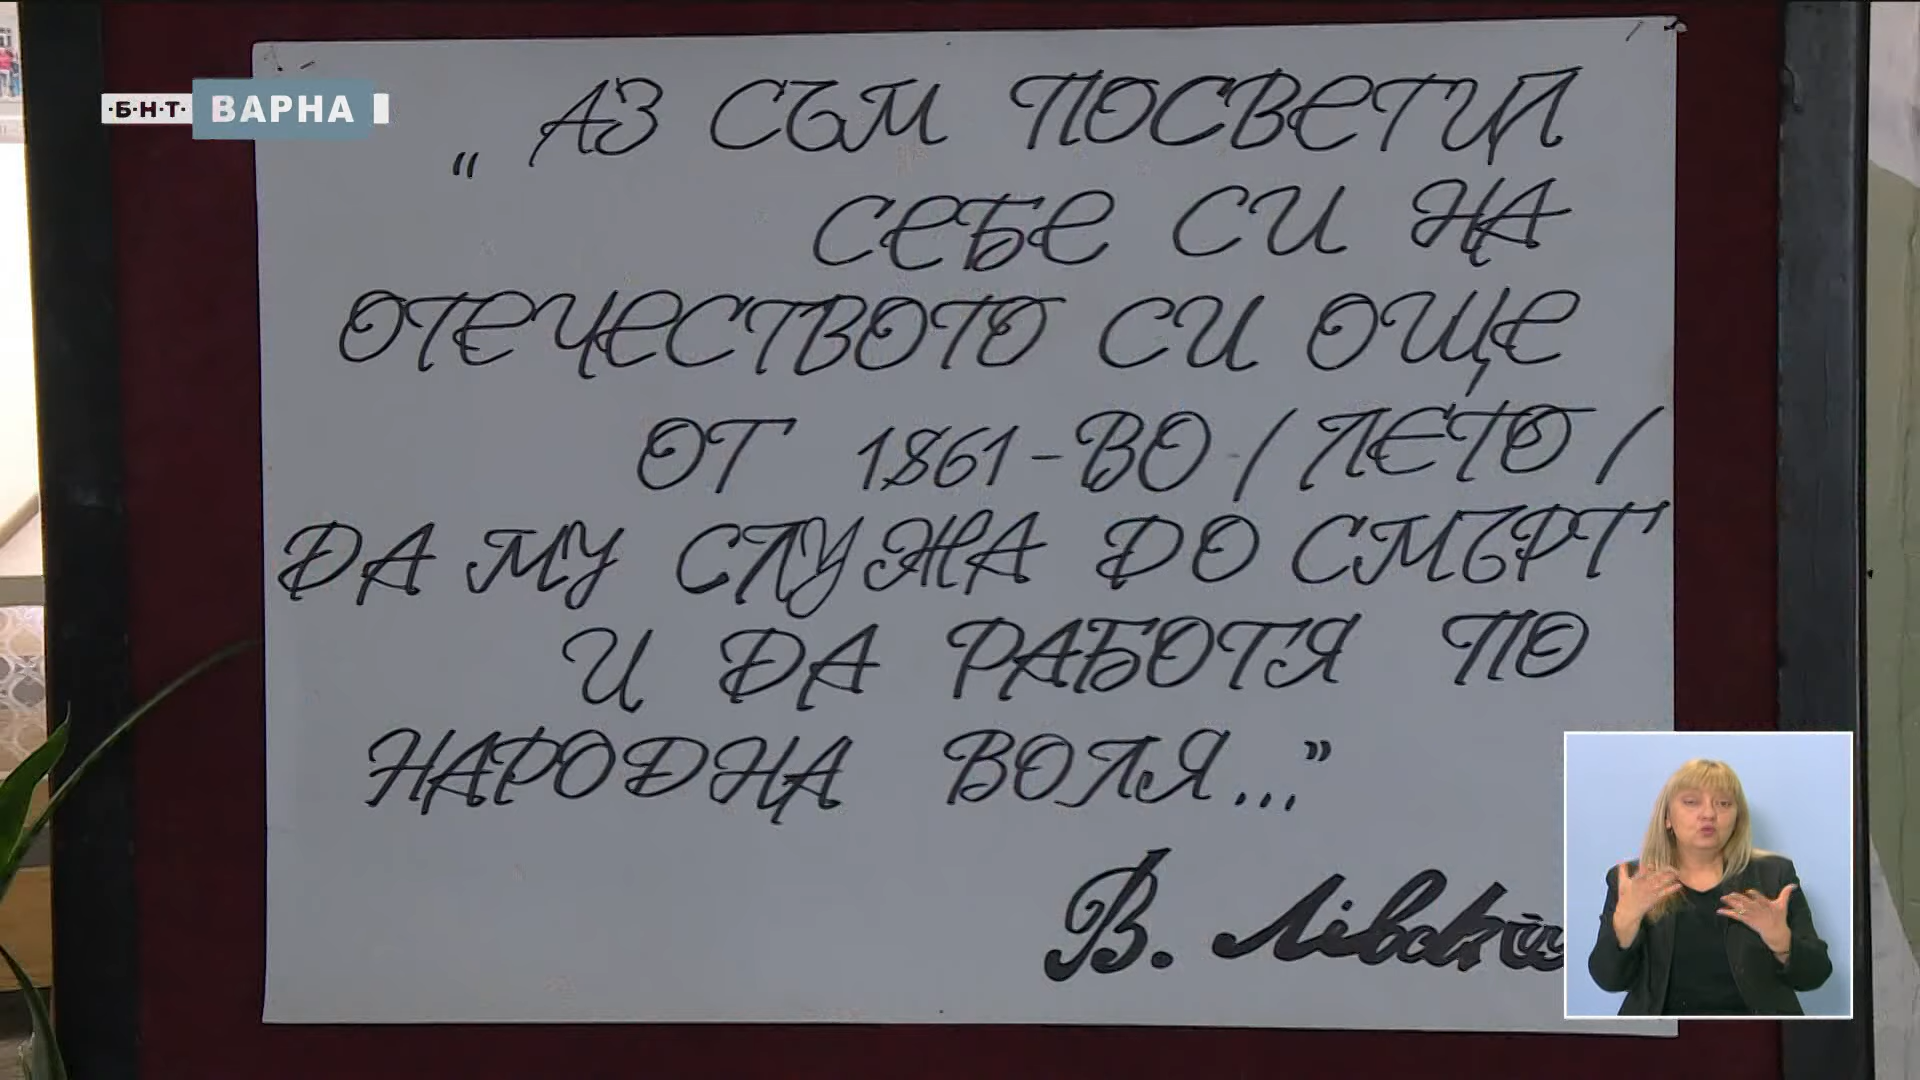 ·Б·Н·Т· ВАРНА
„ АЗ СЪМ ПОСВЕТИЛ
СЕБЕ СИ НА
ОТЕЧЕСТВОТО СИ ОЩЕ
ОТ 1861-ВО / ЛЕТО /
ДА МУ СЛУЖА ДО СМЪРТ
И ДА РАБОТЯ ПО
НАРОДНА ВОЛЯ..."
В.